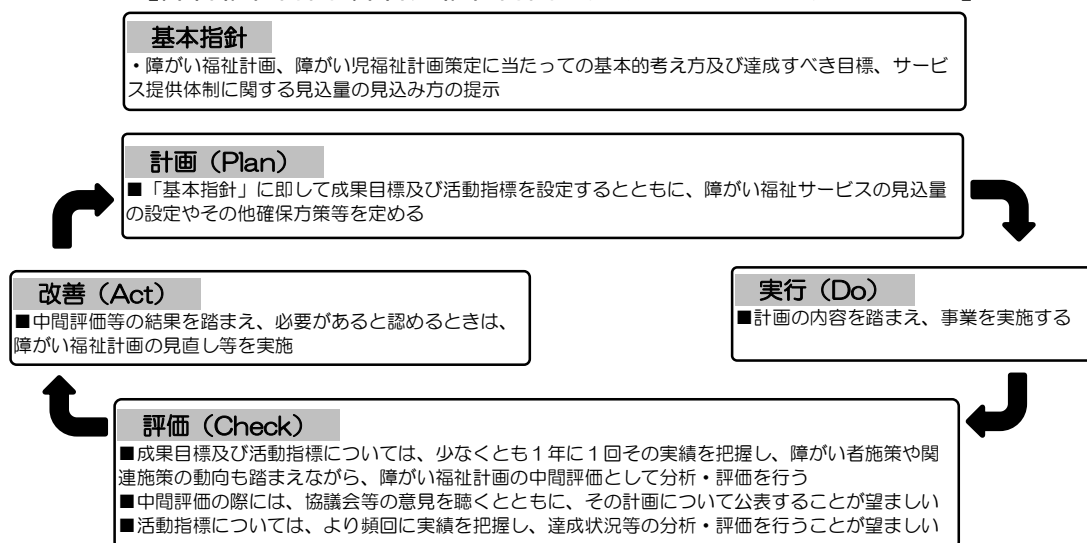 基本指針
・障がい福祉計画、障がい児福祉計画策定に当たっての基本的考え方及び達成すべき目標、サービ
ス提供体制に関する見込量の見込み方の提示
計画（Plan）
■「基本指針」に即して成果目標及び活動指標を設定するとともに、障がい福祉サービスの見込量
の設定やその他確保方策等を定める
改善（Act）
■中間評価等の結果を踏まえ、必要があると認めるときは、
障がい福祉計画の見直し等を実施
実行（Do）
■計画の内容を踏まえ、事業を実施する
評価（Check）
■成果目標及び活動指標については、少なくとも１年に１回その実績を把握し、障がい者施策や関
連施策の動向も踏まえながら、障がい福祉計画の中間評価として分析・評価を行う
■中間評価の際には、協議会等の意見を聴くとともに、その計画について公表することが望ましい
■活動指標については、より頻回に実績を把握し、達成状況等の分析・評価を行うことが望ましい